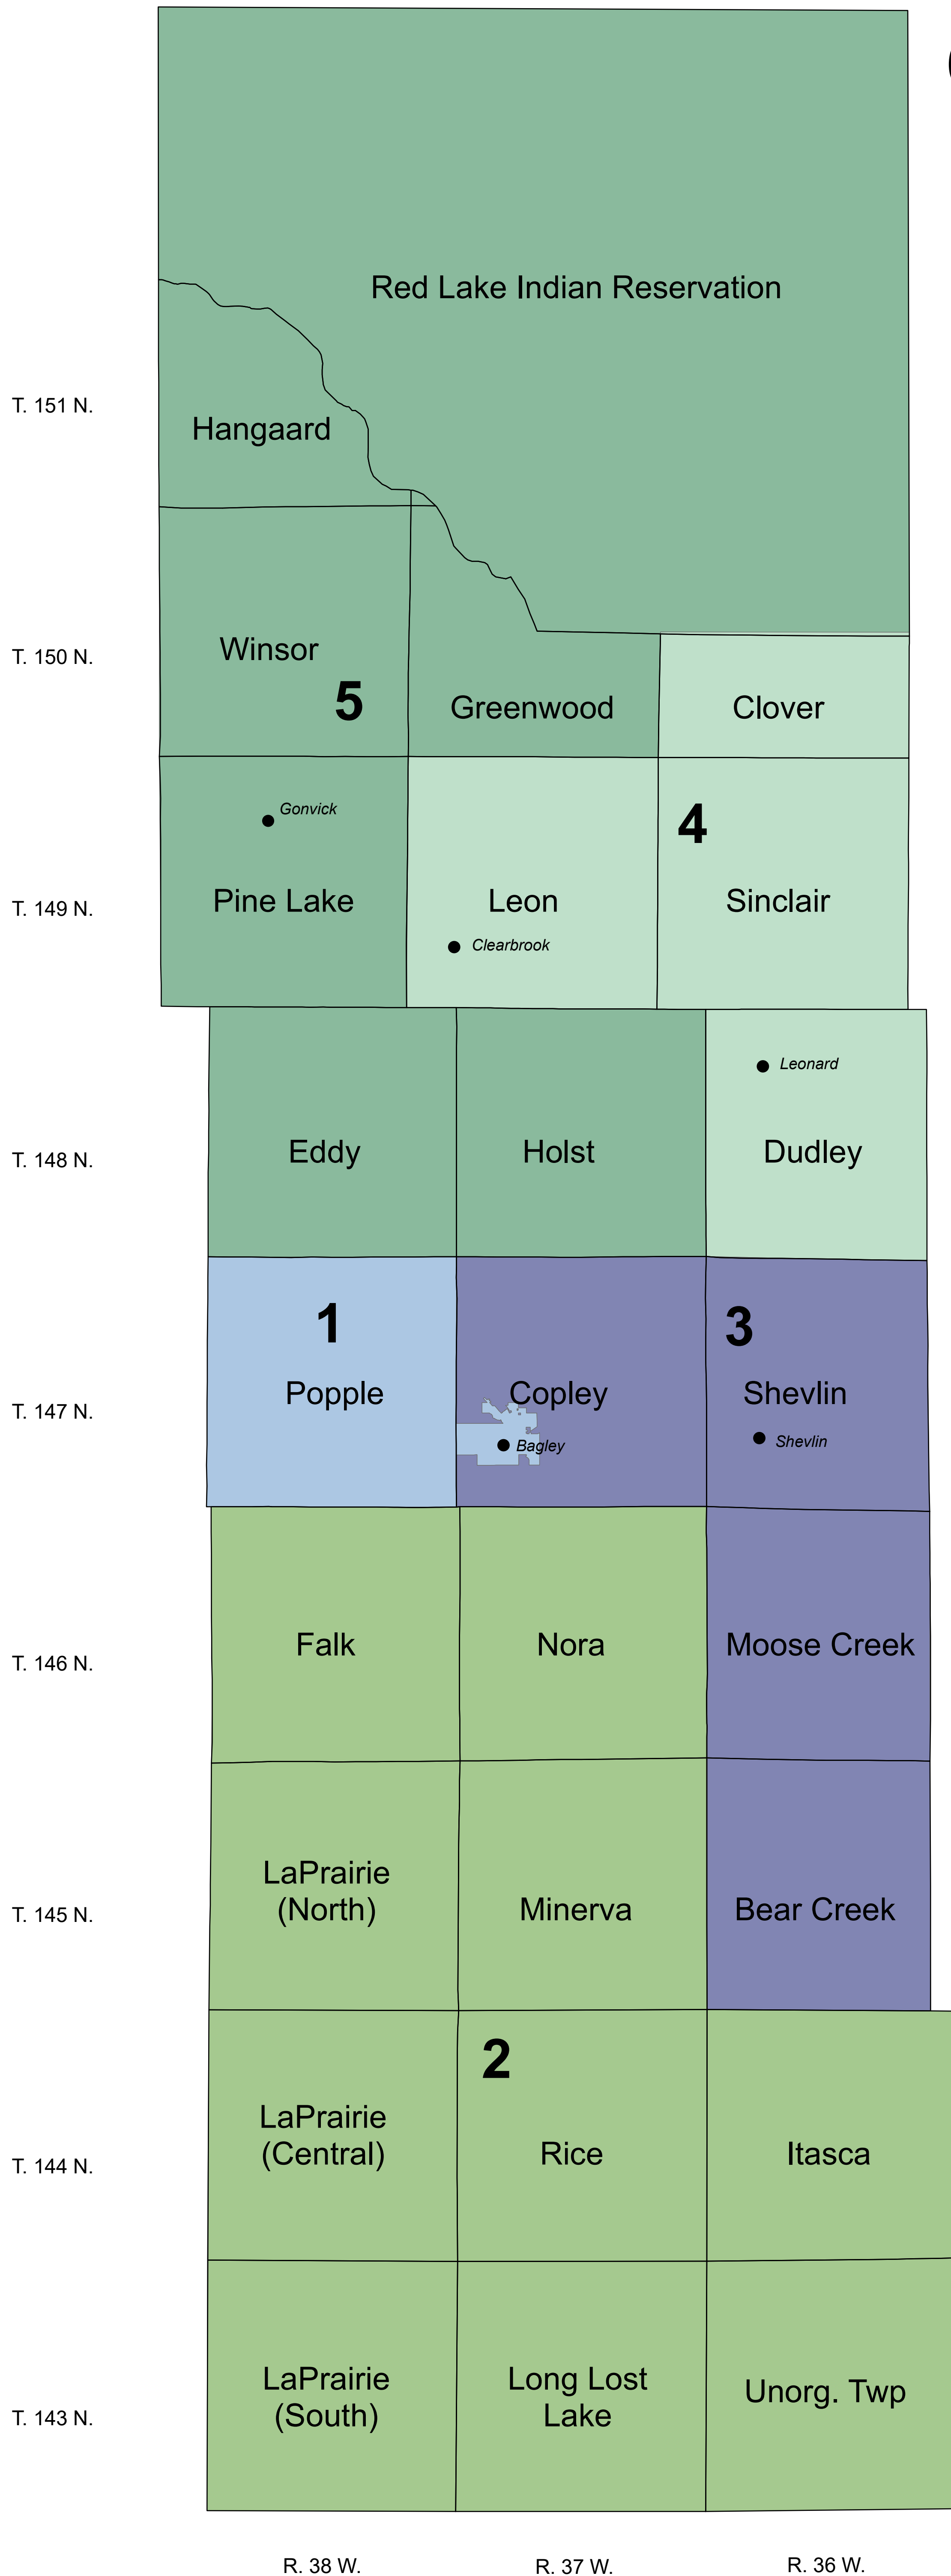 Red Lake Indian Reservation
T. 151 N.
Hangaard
T. 150 N.
Winsor
5
Greenwood
Clover
Gonvick
4
T. 149 N.
Pine Lake
Leon
Sinclair
Clearbrook
Leonard
T. 148 N.
Eddy
Holst
Dudley
1
3
T. 147 N.
Popple
Copley
Shevlin
Bagley
Shevlin
T. 146 N.
Falk
Nora
Moose Creek
T. 145 N.
LaPrairie
(North)
Minerva
Bear Creek
2
T. 144 N.
LaPrairie
(Central)
Rice
Itasca
T. 143 N.
LaPrairie
(South)
Long Lost
Lake
Unorg. Twp
R. 38 W.
R. 37 W.
R. 36 W.